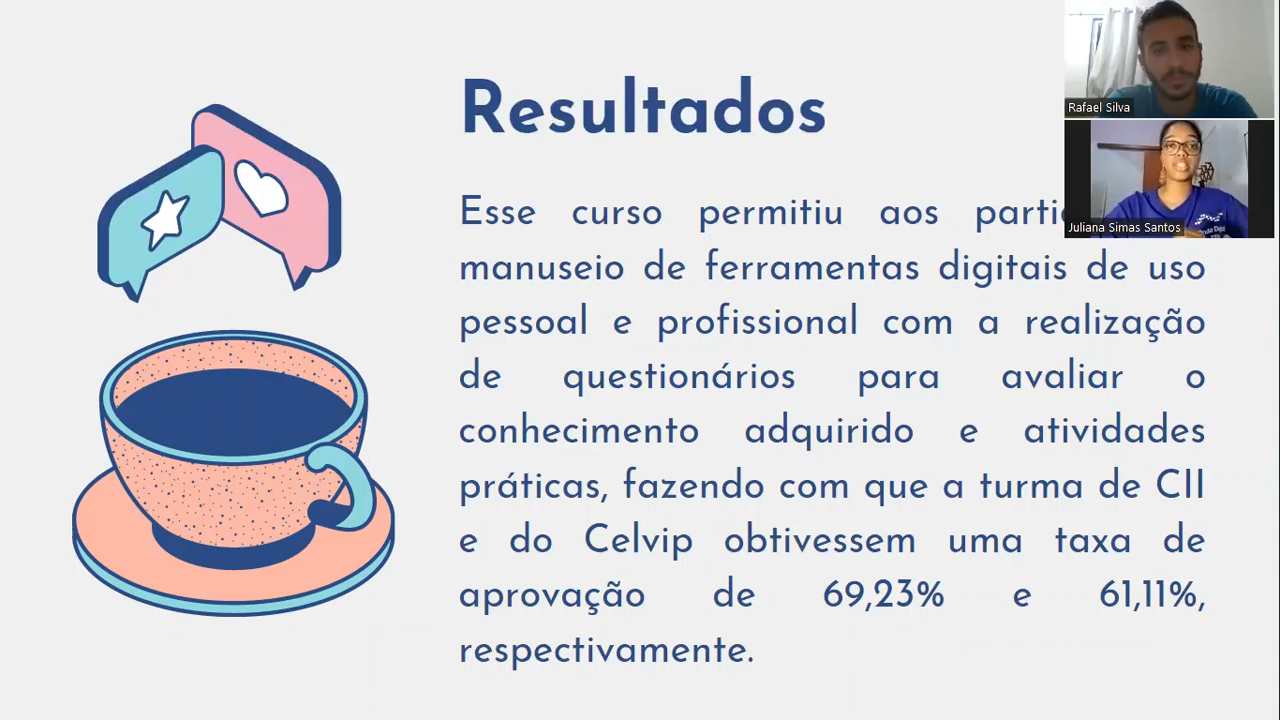 Resultados
Rafael Silva
Esse curso permitiu aos
Juliana Simas Santos
manuseio de ferramentas digitais de uso
pessoal e profissional com a realização
de questionários para avaliar o
conhecimento adquirido e atividades
práticas, fazendo com que a turma de CII
e do Celvip obtivessem uma taxa de
aprovação de 69,23% e 61,11%,
respectivamente.